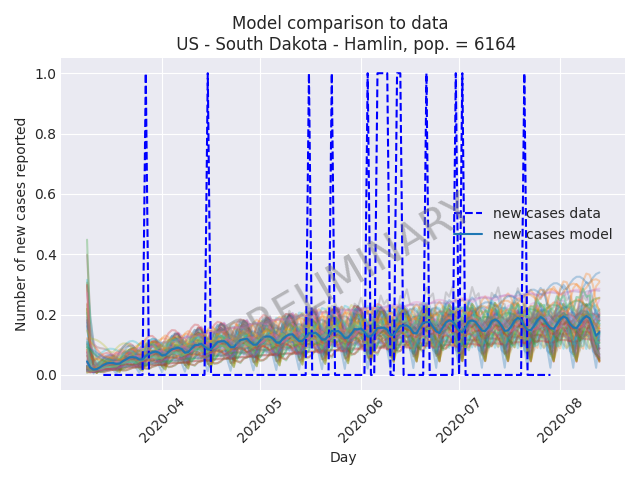 Model comparison to data
US - South Dakota - Hamlin, pop. = 6164
Number of new cases reported
1.0
0.8
0.6
0.4
0.2
0.0
PRELIMINARY
new cases data
new cases model
2020-04
2020-05
2020-06
2020-07
2020-08
Day